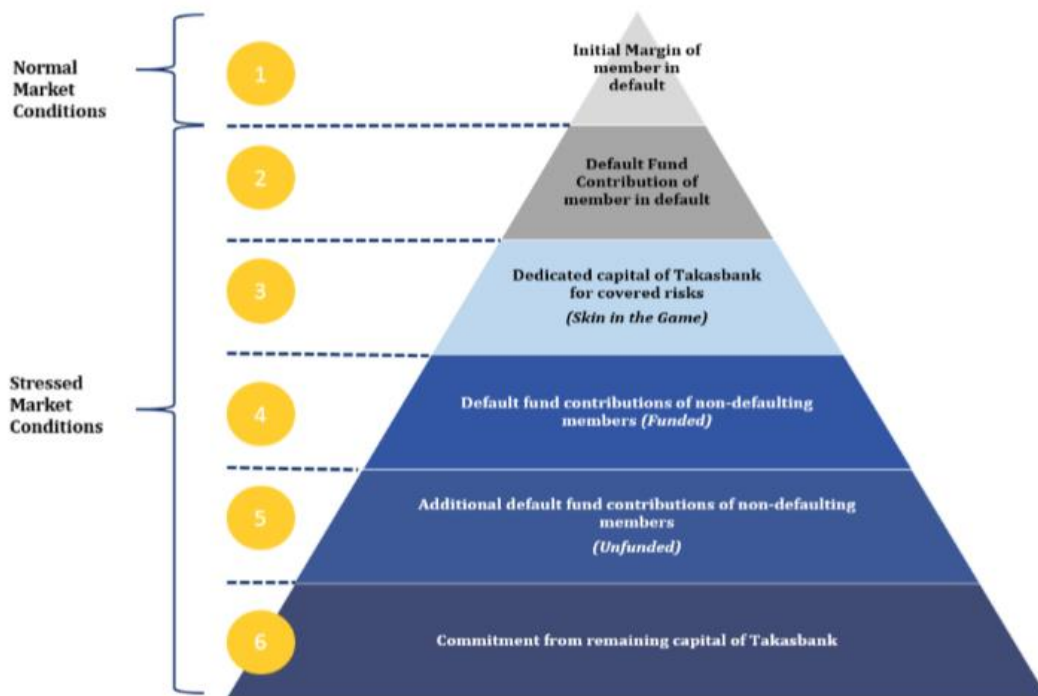 Normal
Market
Conditions
1
Initial Margin of
member in
default
2
Default Fund
Contribution of
member in default
3
Dedicated capital of Takasbank
for covered risks
(Skin in the Game)
Stressed
Market
Conditions
4
Default fund contributions of non-defaulting
members (Funded)
5
Additional default fund contributions of non-defaulting
members
(Unfunded)
6
Commitment from remaining capital of Takasbank